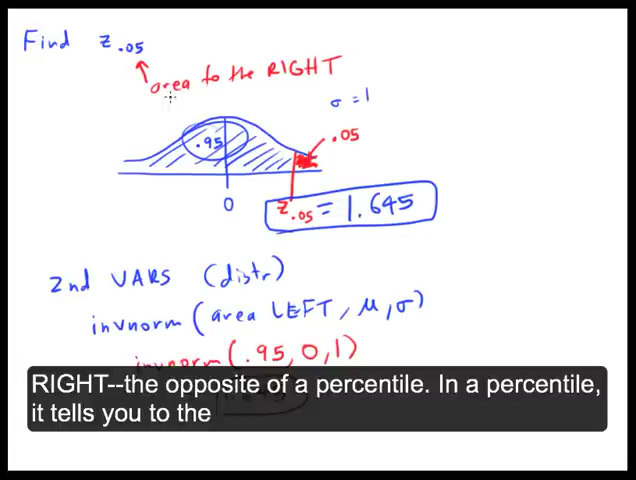 Find z.05
area to the RIGHT
σ = 1
.95
.05
0
z.05 = 1.645
2nd VARS (distr)
invnorm (area LEFT, μ, σ)
invnorm (.95, 0, 1)
RIGHT--the opposite of a percentile. In a percentile,
it tells you to the